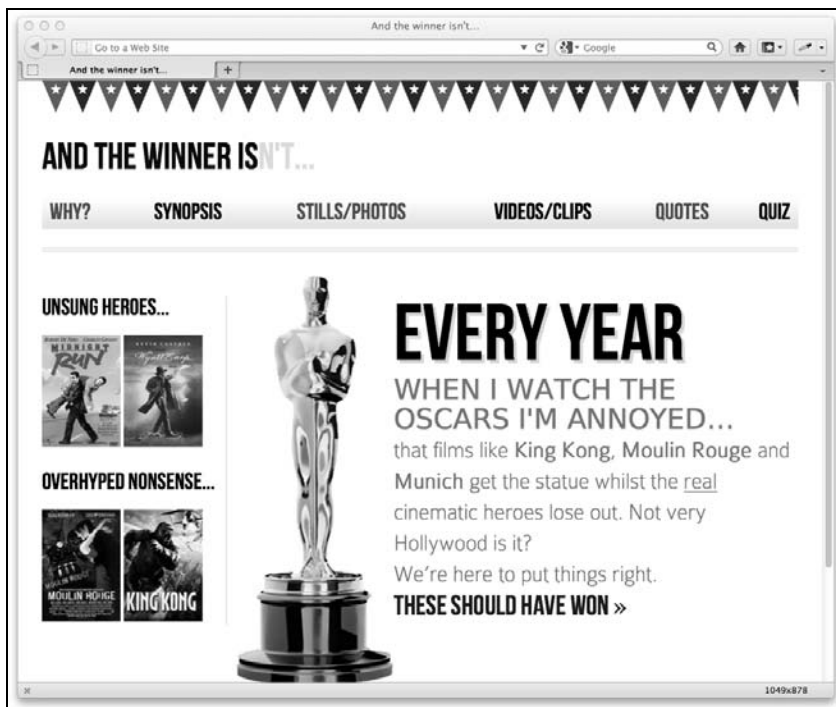 And the winner isn't...
Go to a Web Site
Google
And the winner isn't...
+
AND THE WINNER ISN'T...
WHY? SYNOPSIS STILLS/PHOTOS VIDEOS/CLIPS QUOTES QUIZ
UNSUNG HEROES...
MIDNIGHT
RUN
KEVIN COSTNER
Wyatt Earp
OVERHYPED NONSENSE...
MOULIN ROUGE
KING KONG
EVERY YEAR
WHEN I WATCH THE
OSCARS I'M ANNOYED...
that films like King Kong, Moulin Rouge and
Munich get the statue whilst the real
cinematic heroes lose out. Not very
Hollywood is it?
We're here to put things right.
THESE SHOULD HAVE WON »
1049x878